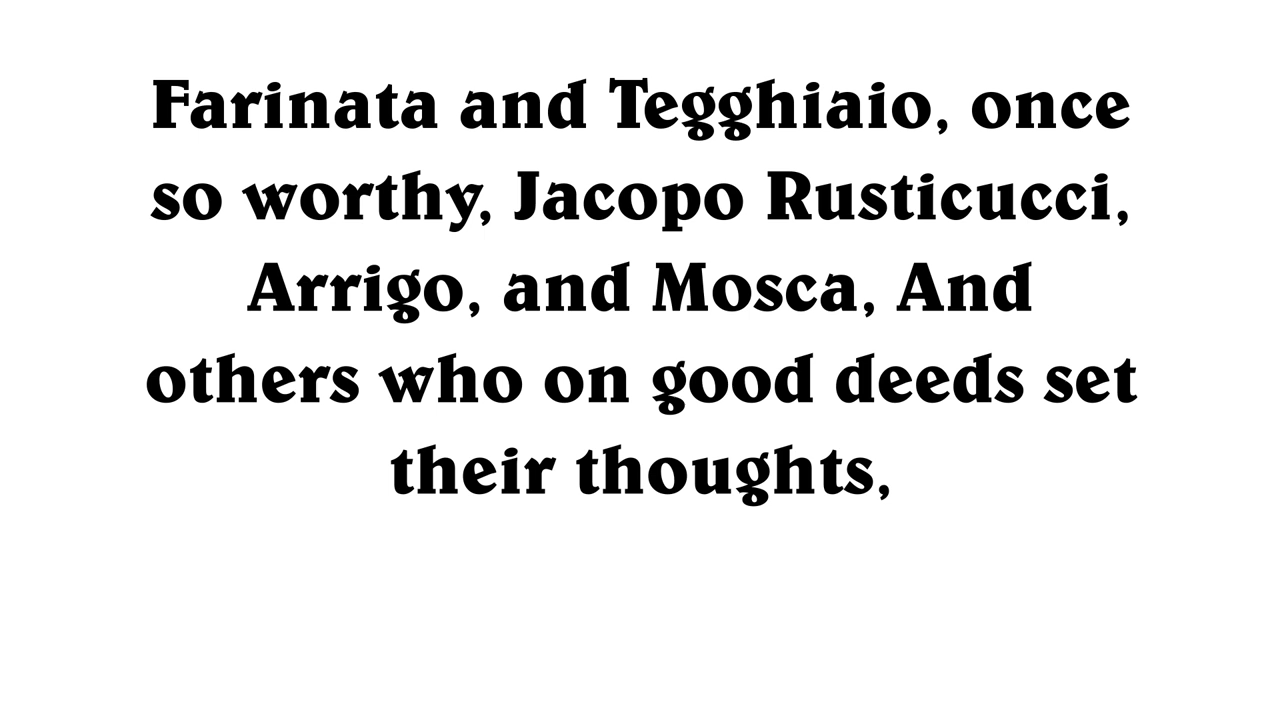 Farinata and Tegghiaio, once
so worthy, Jacopo Rusticucci,
Arrigo, and Mosca, And
others who on good deeds set
their thoughts,